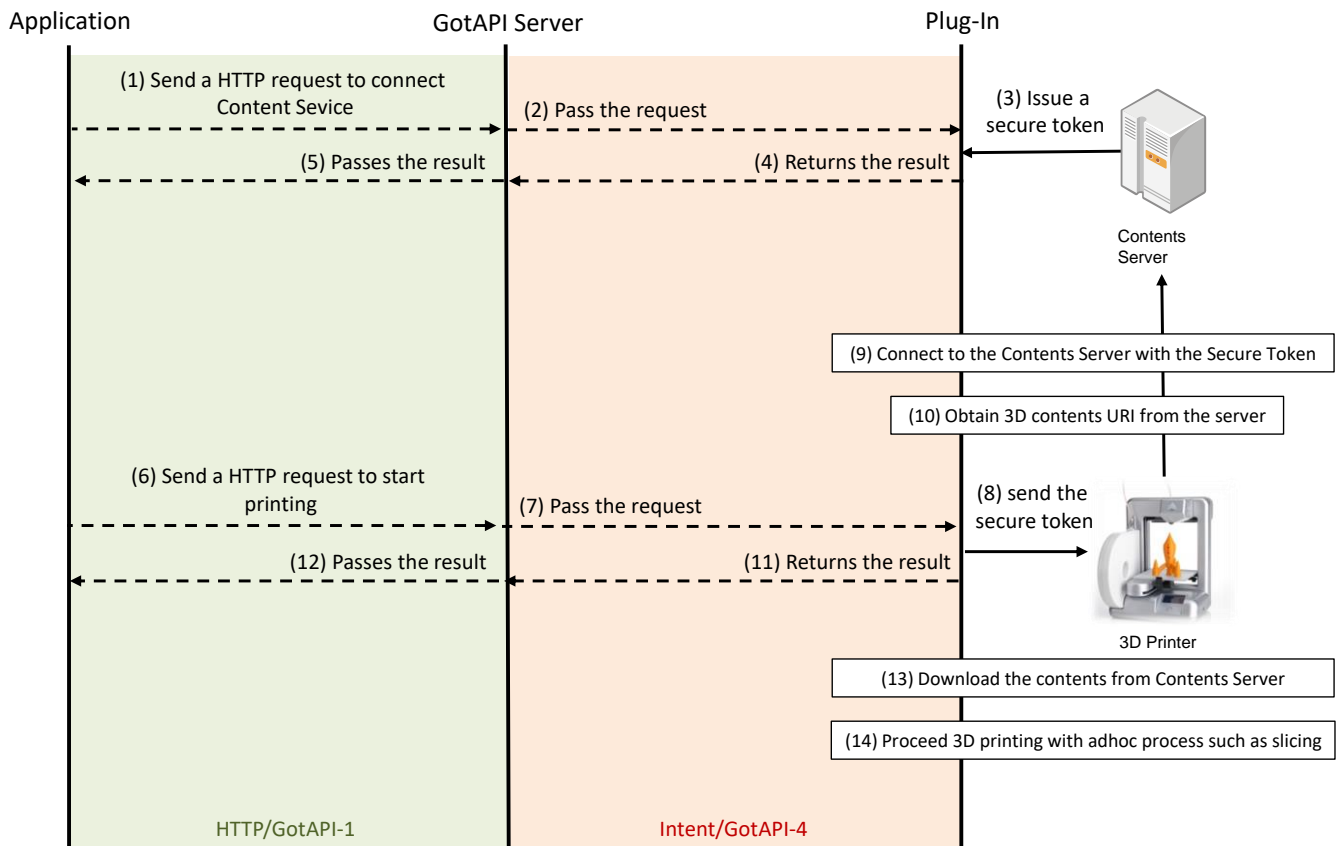 Application
GotAPI Server
Plug-In
(1) Send a HTTP request to connect
Content Sevice
(2) Pass the request
(3) Issue a
secure token
(5) Passes the result
(4) Returns the result
Contents
Server
(9) Connect to the Contents Server with the Secure Token
(10) Obtain 3D contents URI from the server
(6) Send a HTTP request to start
printing
(7) Pass the request
(8) send the
secure token
(12) Passes the result
(11) Returns the result
3D Printer
(13) Download the contents from Contents Server
(14) Proceed 3D printing with adhoc process such as slicing
HTTP/GotAPI-1
Intent/GotAPI-4